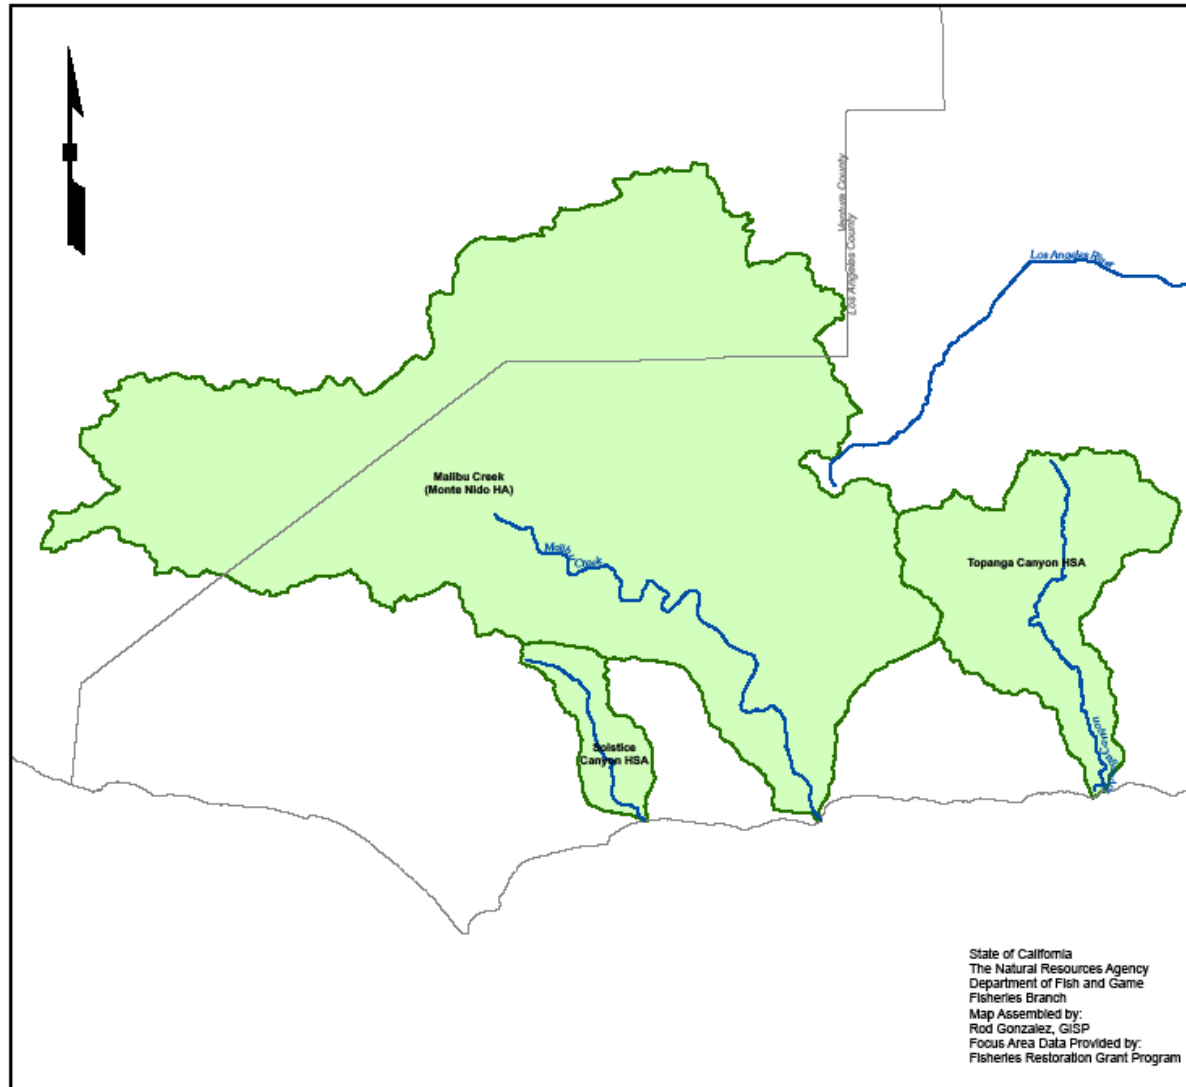 Ventura County
Los Angeles County
Los Angeles River
Malibu Creek
(Monte Nido HA)
Malibu Creek
Topanga Canyon HSA
Solstice
Canyon HSA
State of California
The Natural Resources Agency
Department of Fish and Game
Fisheries Branch
Map Assembled by:
Rod Gonzalez, GISP
Focus Area Data Provided by:
Fisheries Restoration Grant Program